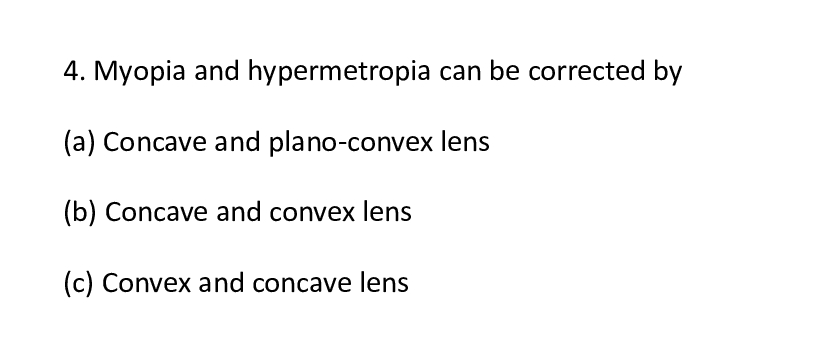 4. Myopia and hypermetropia can be corrected by
(a) Concave and plano-convex lens
(b) Concave and convex lens
(c) Convex and concave lens